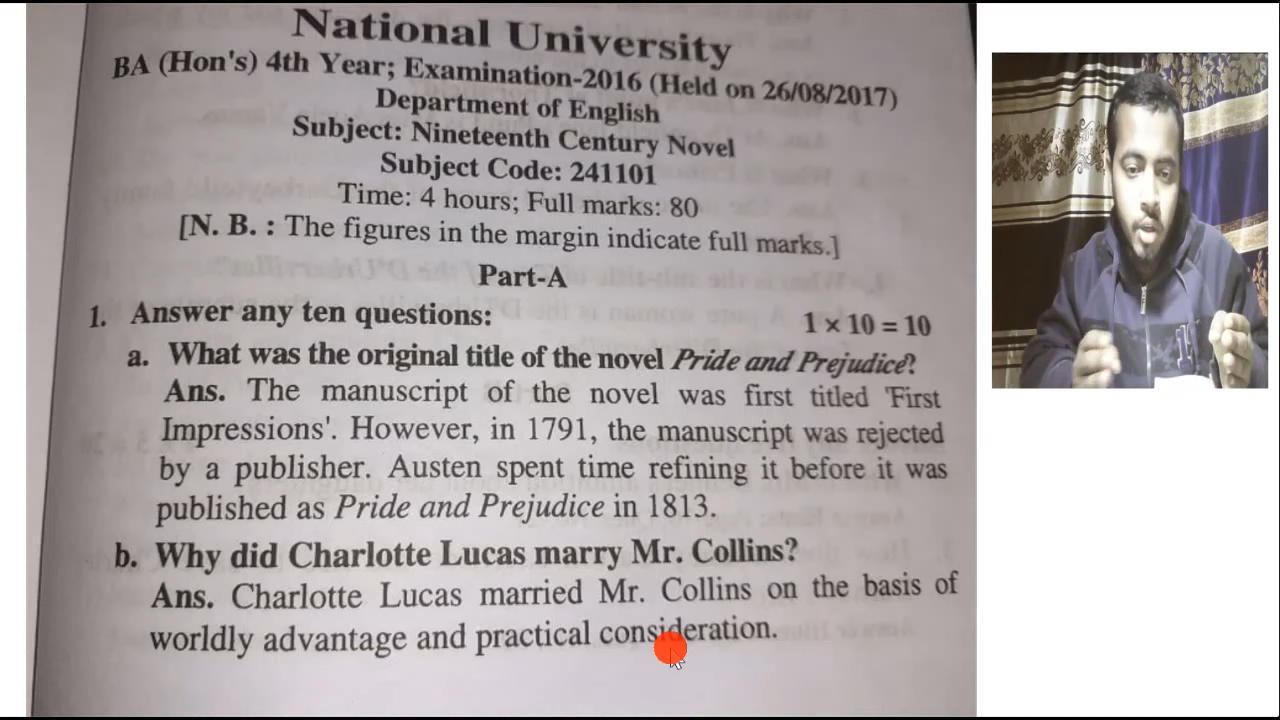 National University
BA (Hon's) 4th Year; Examination-2016 (Held on 26/08/2017)
Department of English
Subject: Nineteenth Century Novel
Subject Code: 241101
Time: 4 hours; Full marks: 80
[N. B. : The figures in the margin indicate full marks.]
Part-A
1. Answer any ten questions: 1 × 10 = 10
a. What was the original title of the novel Pride and Prejudice?
Ans. The manuscript of the novel was first titled 'First
Impressions'. However, in 1791, the manuscript was rejected
by a publisher. Austen spent time refining it before it was
published as Pride and Prejudice in 1813.
b. Why did Charlotte Lucas marry Mr. Collins?
Ans. Charlotte Lucas married Mr. Collins on the basis of
worldly advantage and practical consideration.